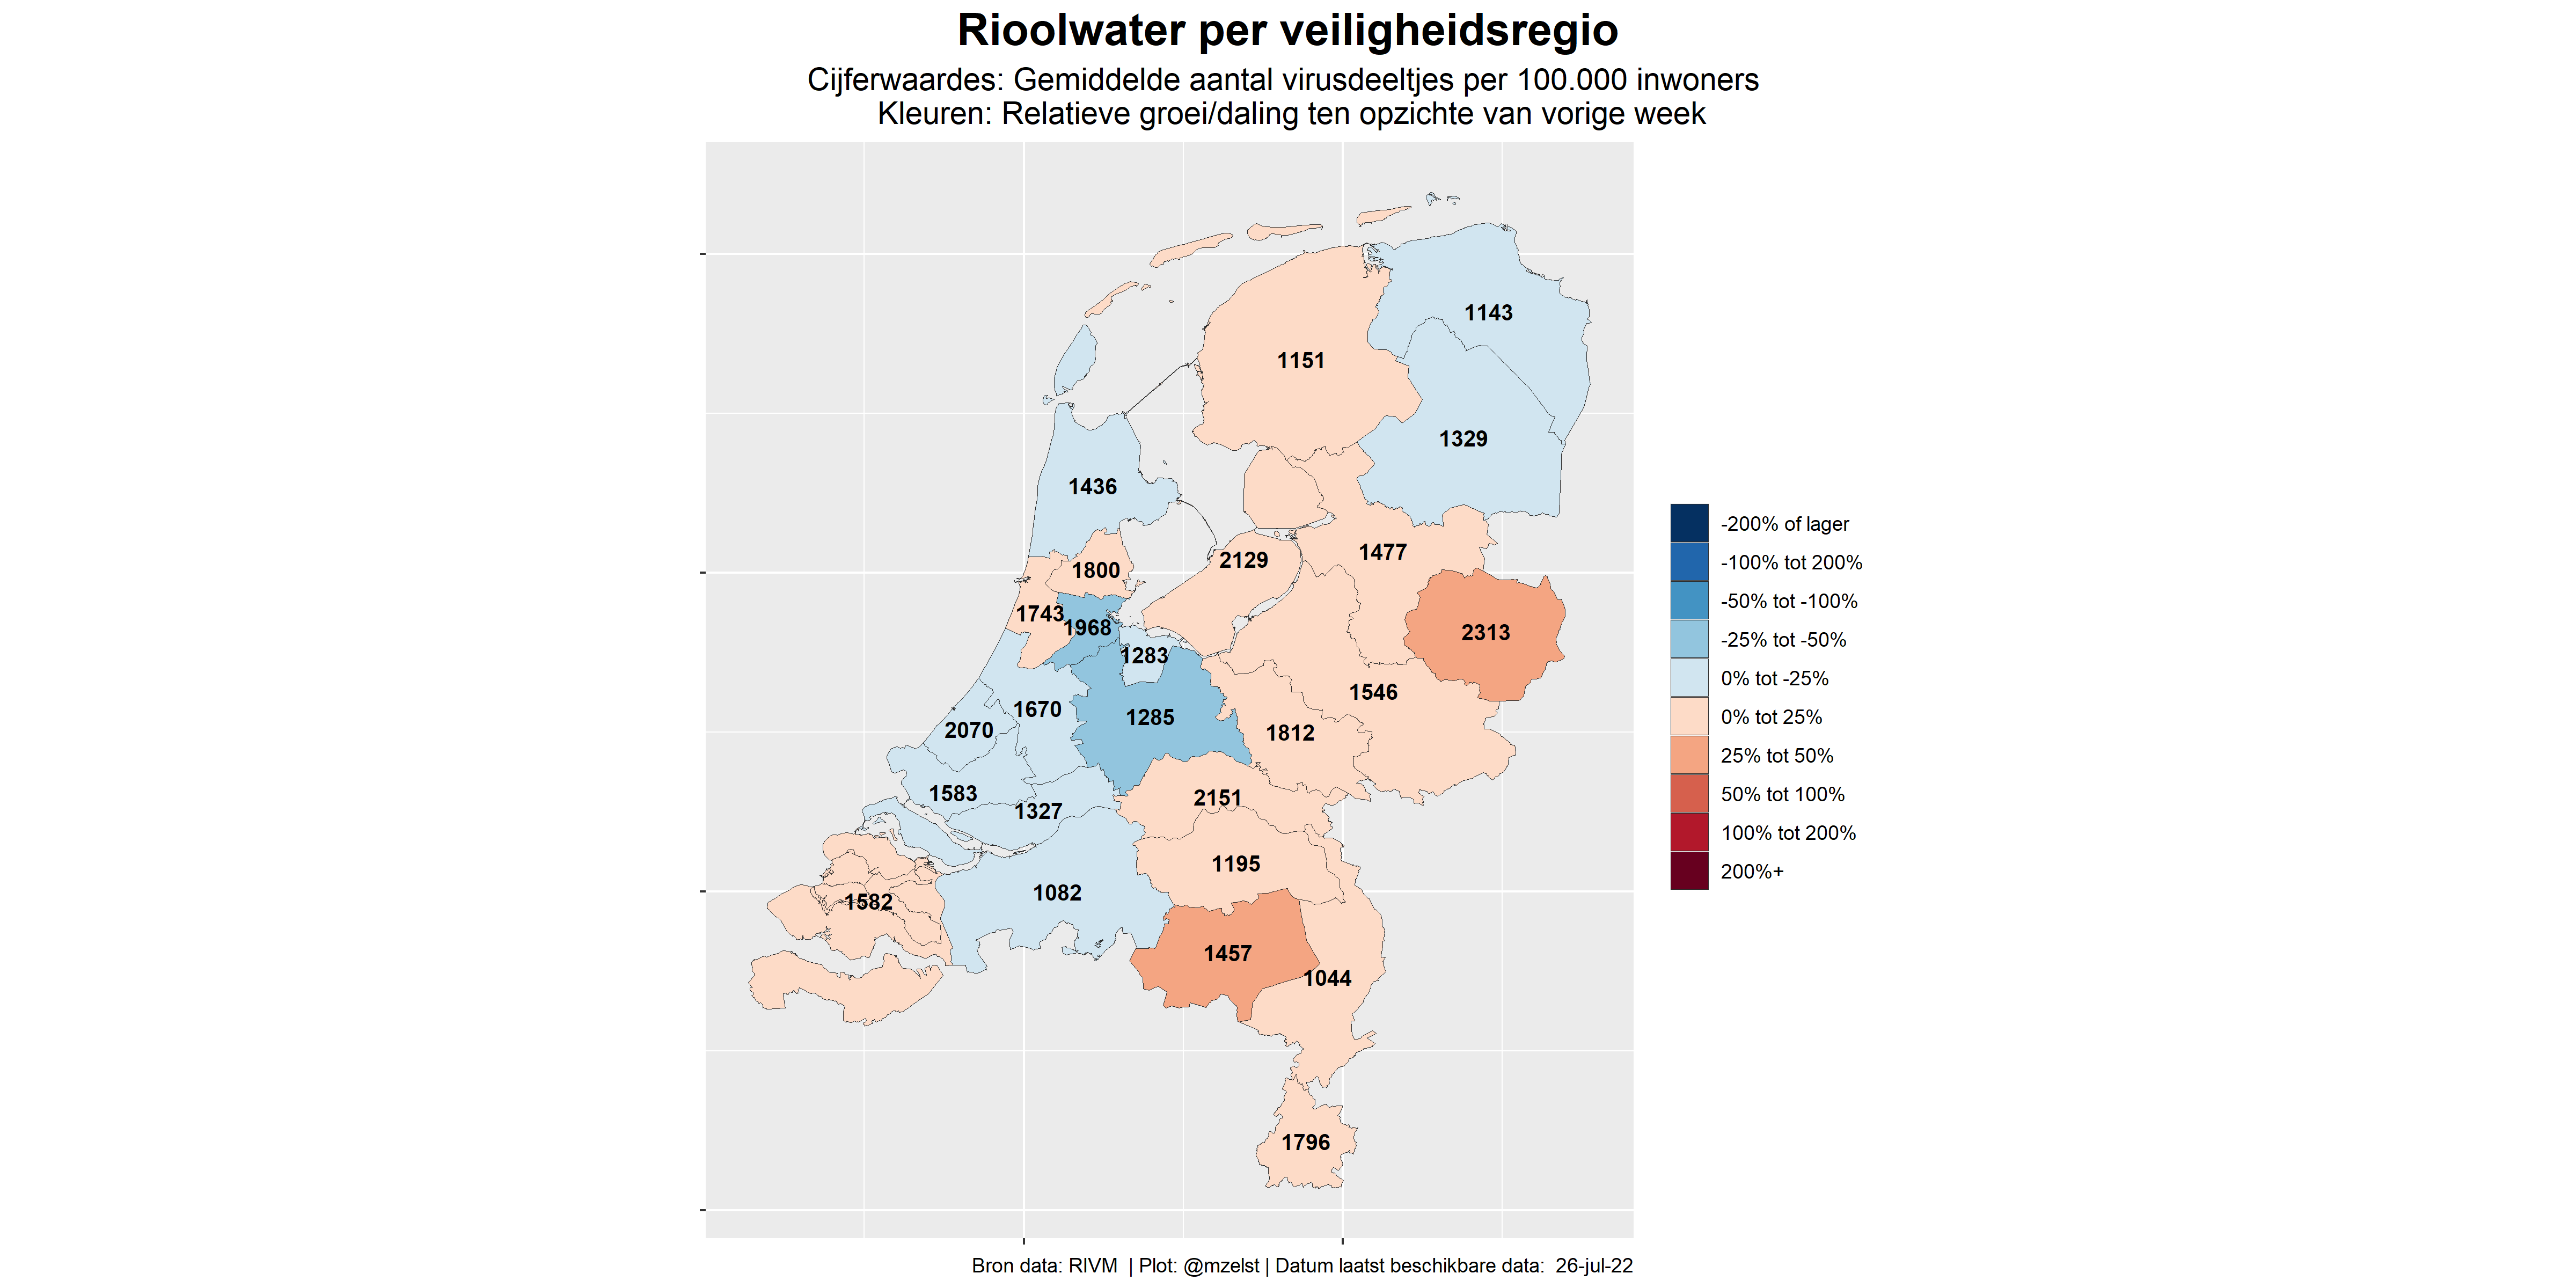 Rioolwater per veiligheidsregio
Cijferwaardes: Gemiddelde aantal virusdeeltjes per 100.000 inwoners
Kleuren: Relatieve groei/daling ten opzichte van vorige week
1143
1151
1329
1436
1477
2129
1800
1743
1968
2313
1283
1546
1670
1285
2070
1812
1583
2151
1327
1195
1082
1582
1457
1044
1796
-200% of lager
-100% tot 200%
-50% tot -100%
-25% tot -50%
0% tot -25%
0% tot 25%
25% tot 50%
50% tot 100%
100% tot 200%
200%+
Bron data: RIVM | Plot: @mzelst | Datum laatst beschikbare data: 26-jul-22